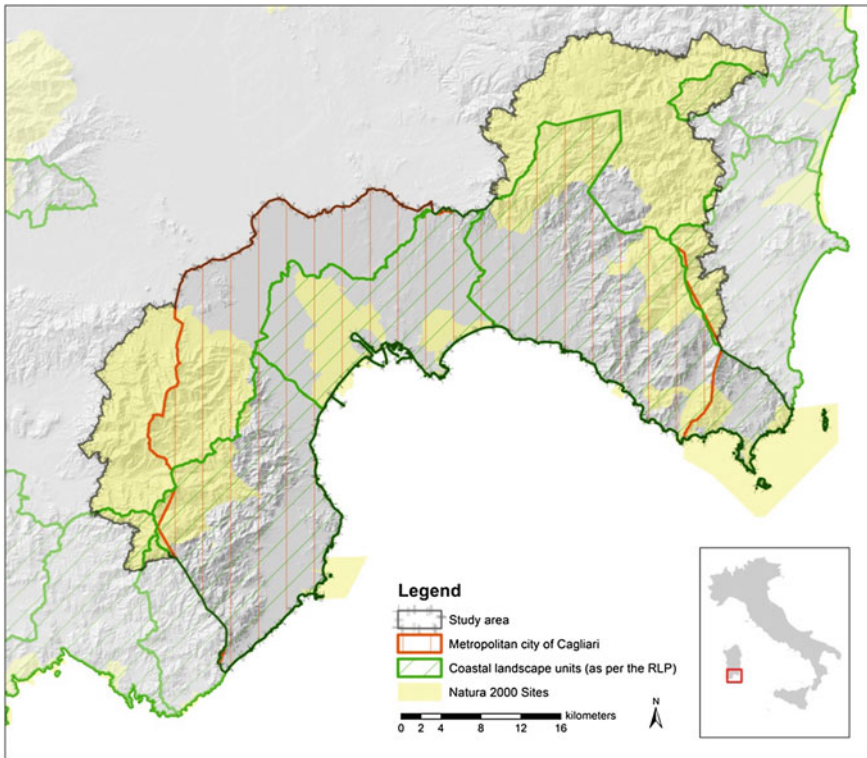 Legend
Study area
Metropolitan city of Cagliari
Coastal landscape units (as per the RLP)
Natura 2000 Sites
kilometers
0 2 4 8 12 16
N